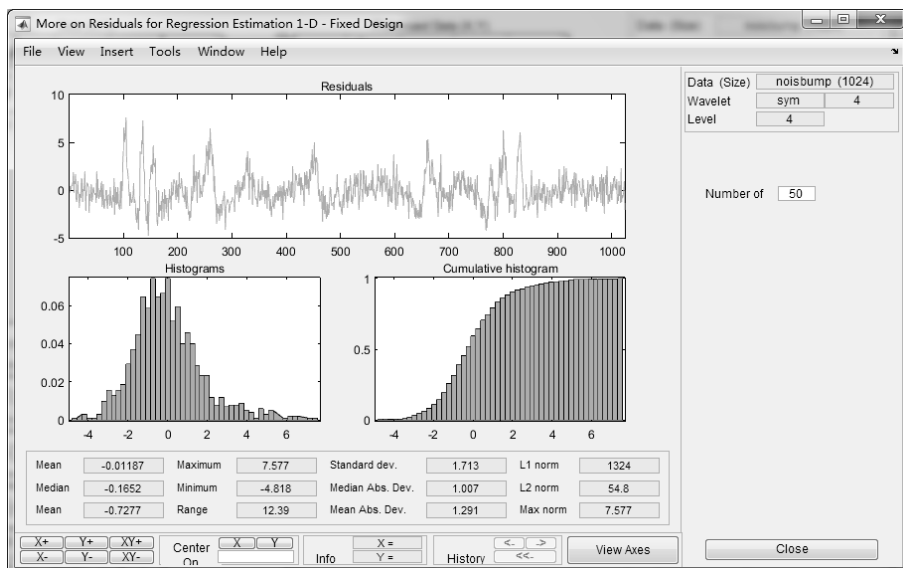 More on Residuals for Regression Estimation 1-D - Fixed Design
File View Insert Tools Window Help
Residuals
10
5
0
-5
100 200 300 400 500 600 700 800 900 1000
Histograms
0.06
0.04
0.02
0
-4 -2 0 2 4 6
Cumulative histogram
1
0.5
0
-4 -2 0 2 4 6
Mean -0.01187 Maximum 7.577 Standard dev. 1.713 L1 norm 1324
Median -0.1652 Minimum -4.818 Median Abs. Dev. 1.007 L2 norm 54.8
Mean -0.7277 Range 12.39 Mean Abs. Dev. 1.291 Max norm 7.577
X+ Y+ XY+
X- Y- XY-
Center On X Y
Info X = Y =
History <- -> <<-
View Axes
Data (Size) noisbump (1024)
Wavelet sym 4
Level 4
Number of 50
Close